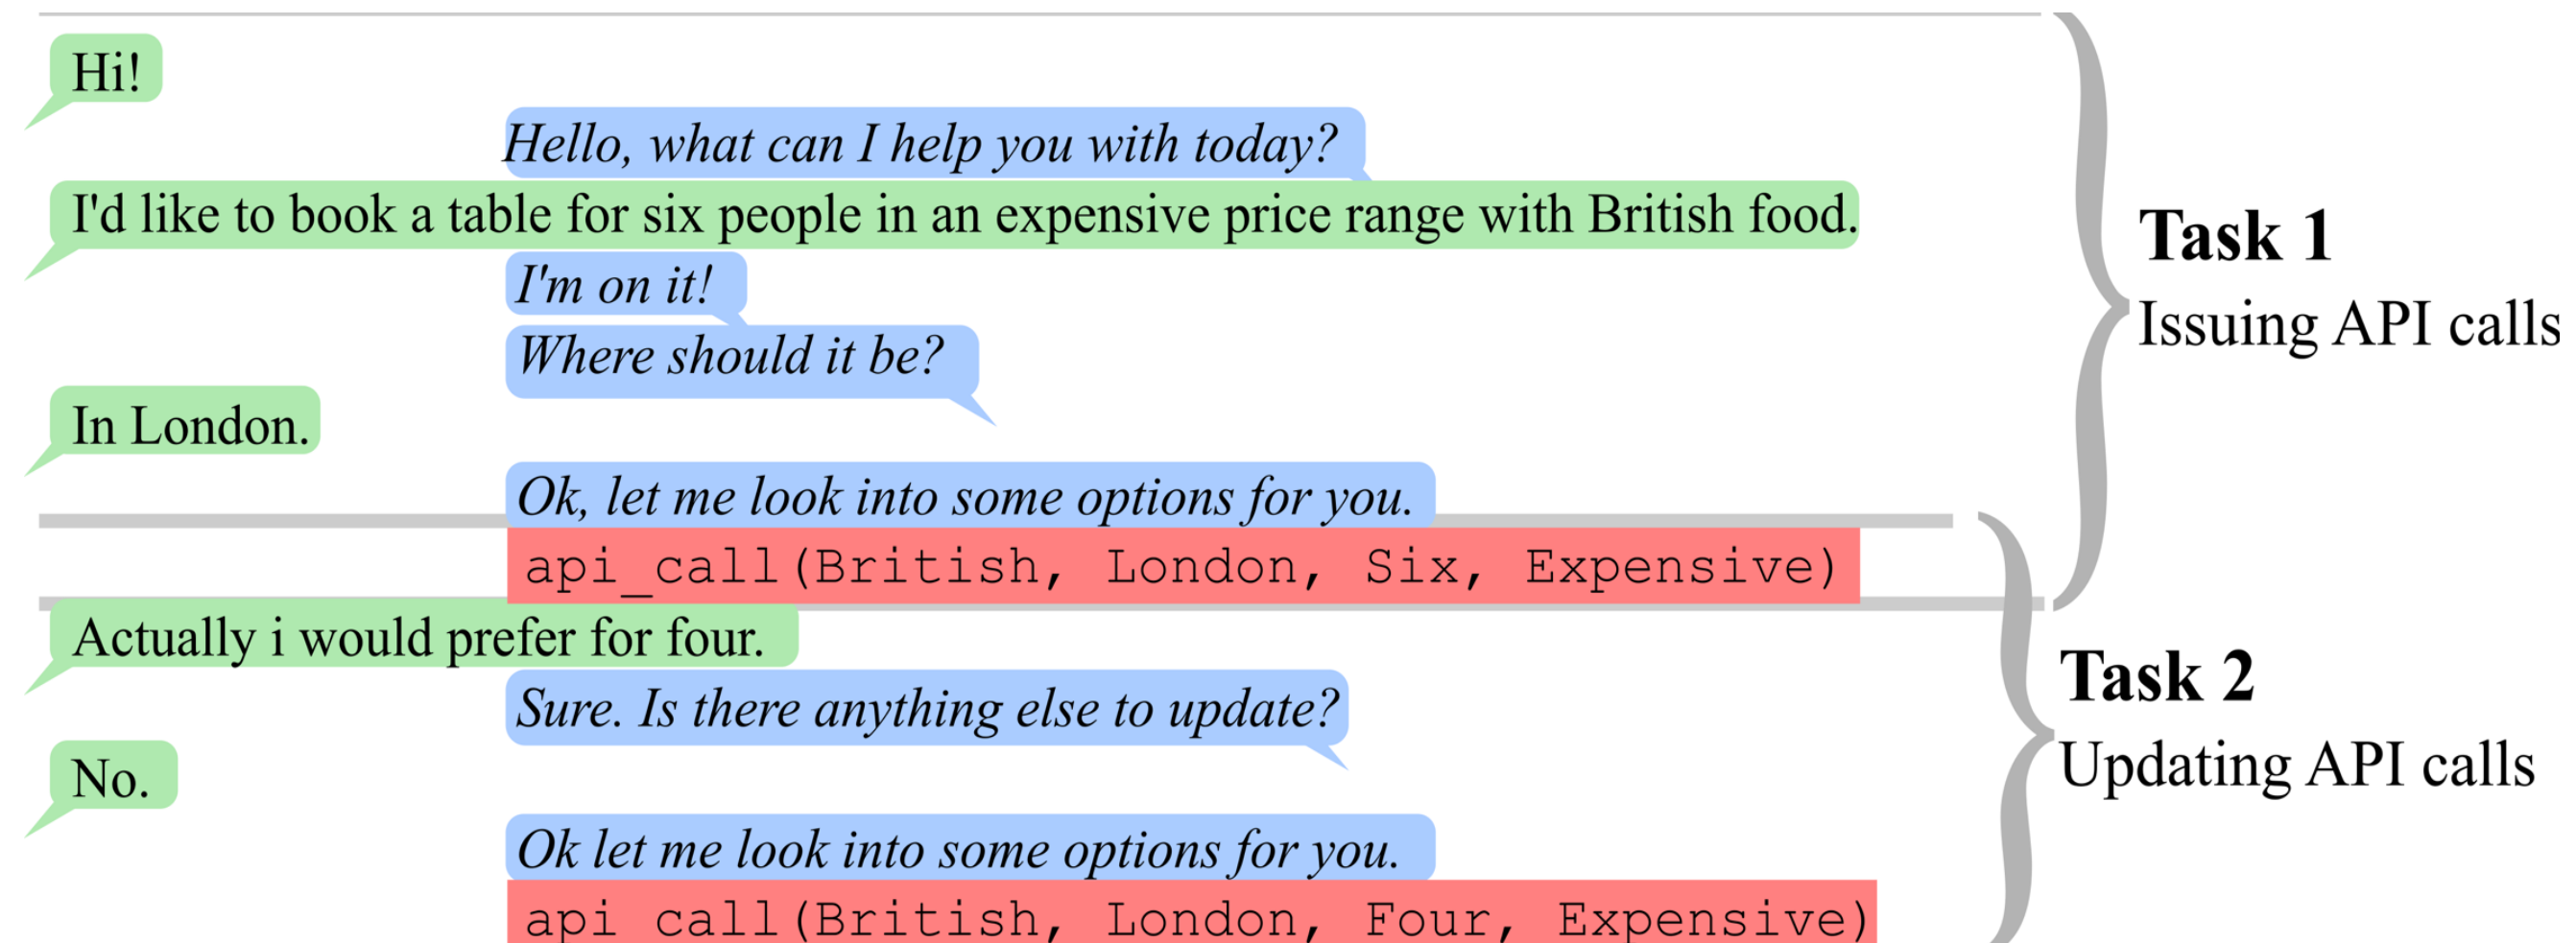 Hi!
Hello, what can I help you with today?
I'd like to book a table for six people in an expensive price range with British food.
I'm on it!
Where should it be?
In London.
Ok, let me look into some options for you.
api_call(British, London, Six, Expensive)
Task 1
Issuing API calls
Actually i would prefer for four.
Sure. Is there anything else to update?
No.
Ok let me look into some options for you.
api call(British, London, Four, Expensive)
Task 2
Updating API calls